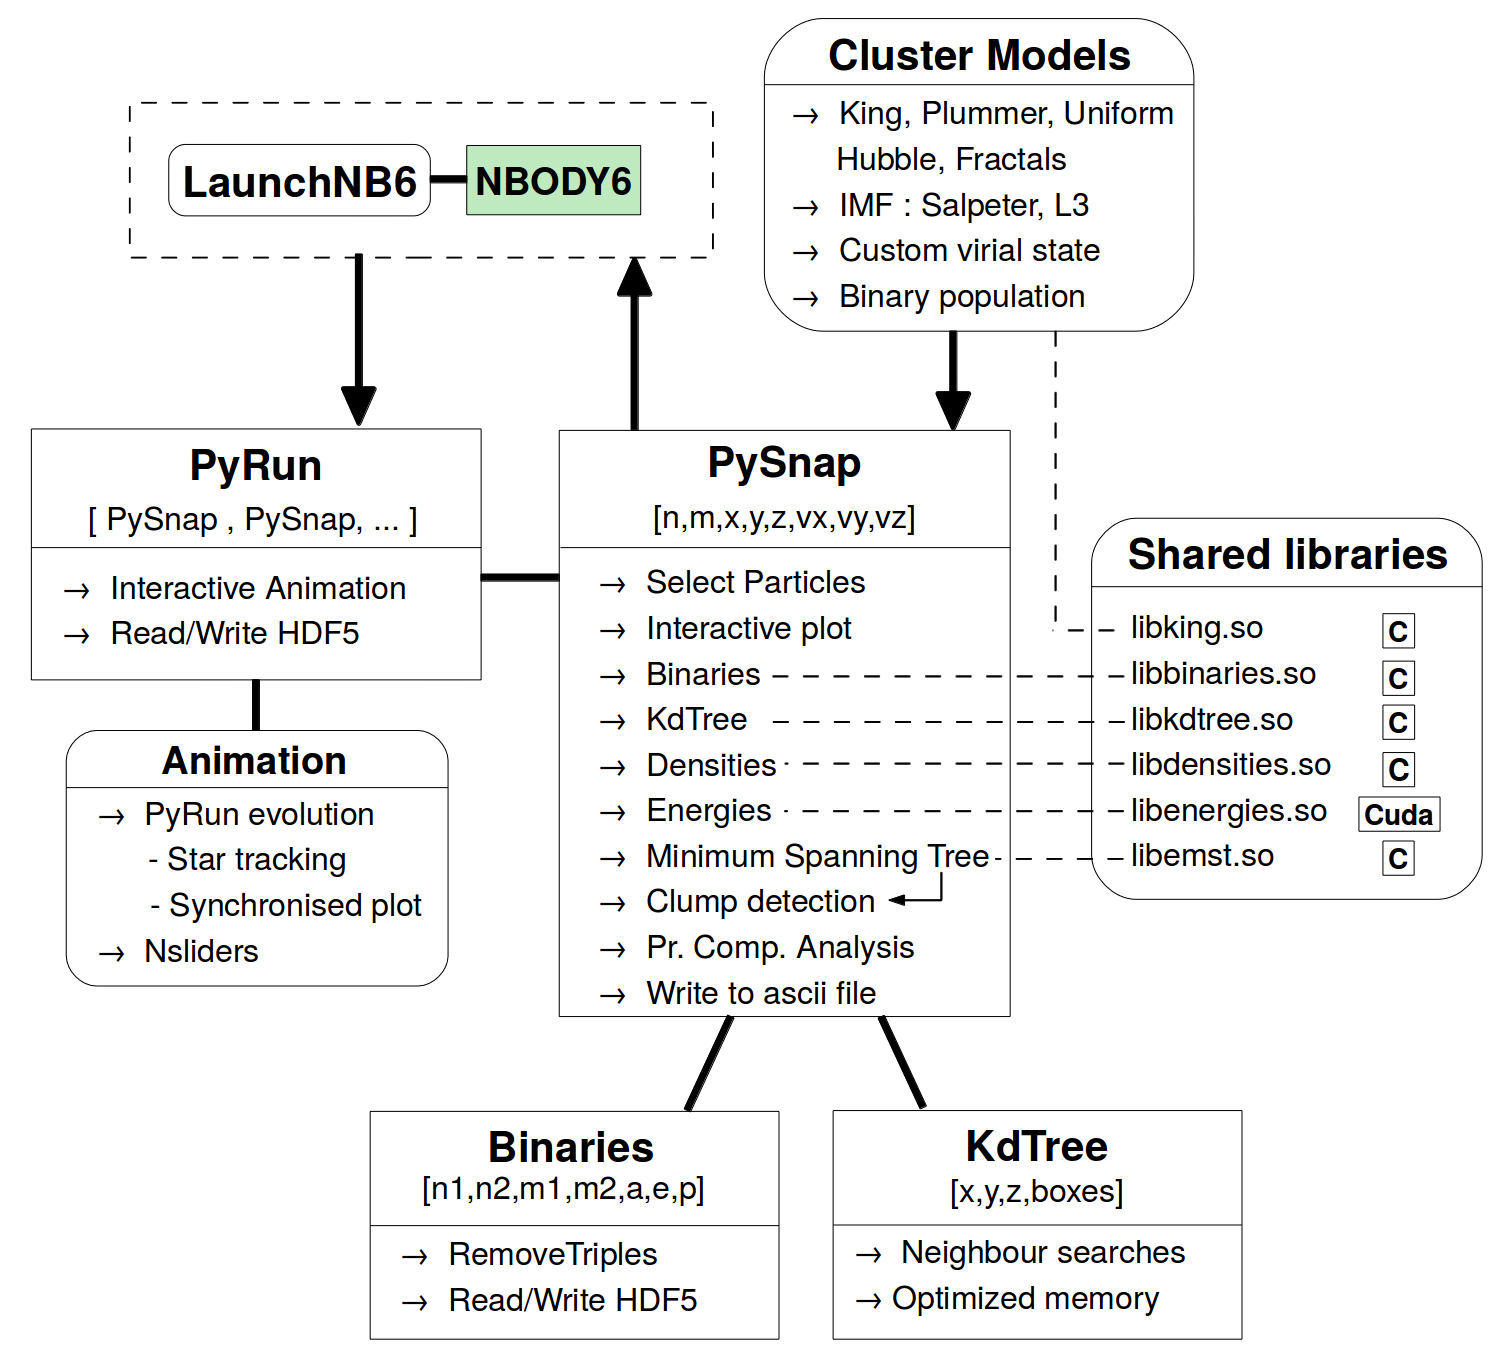 Cluster Models
→ King, Plummer, Uniform
Hubble, Fractals
→ IMF : Salpeter, L3
→ Custom virial state
→ Binary population
LaunchNB6
NBODY6
PyRun
[ PySnap , PySnap, ... ]
→ Interactive Animation
→ Read/Write HDF5
PySnap
[n,m,x,y,z,vx,vy,vz]
→ Select Particles
→ Interactive plot
→ Binaries
→ KdTree
→ Densities
→ Energies
→ Minimum Spanning Tree
→ Clump detection
→ Pr. Comp. Analysis
→ Write to ascii file
Shared libraries
libking.so C
libbinaries.so C
libkdtree.so C
libdensities.so C
libenergies.so Cuda
libemst.so C
Animation
→ PyRun evolution
- Star tracking
- Synchronised plot
→ Nsliders
Binaries
[n1,n2,m1,m2,a,e,p]
→ RemoveTriples
→ Read/Write HDF5
KdTree
[x,y,z,boxes]
→ Neighbour searches
→ Optimized memory